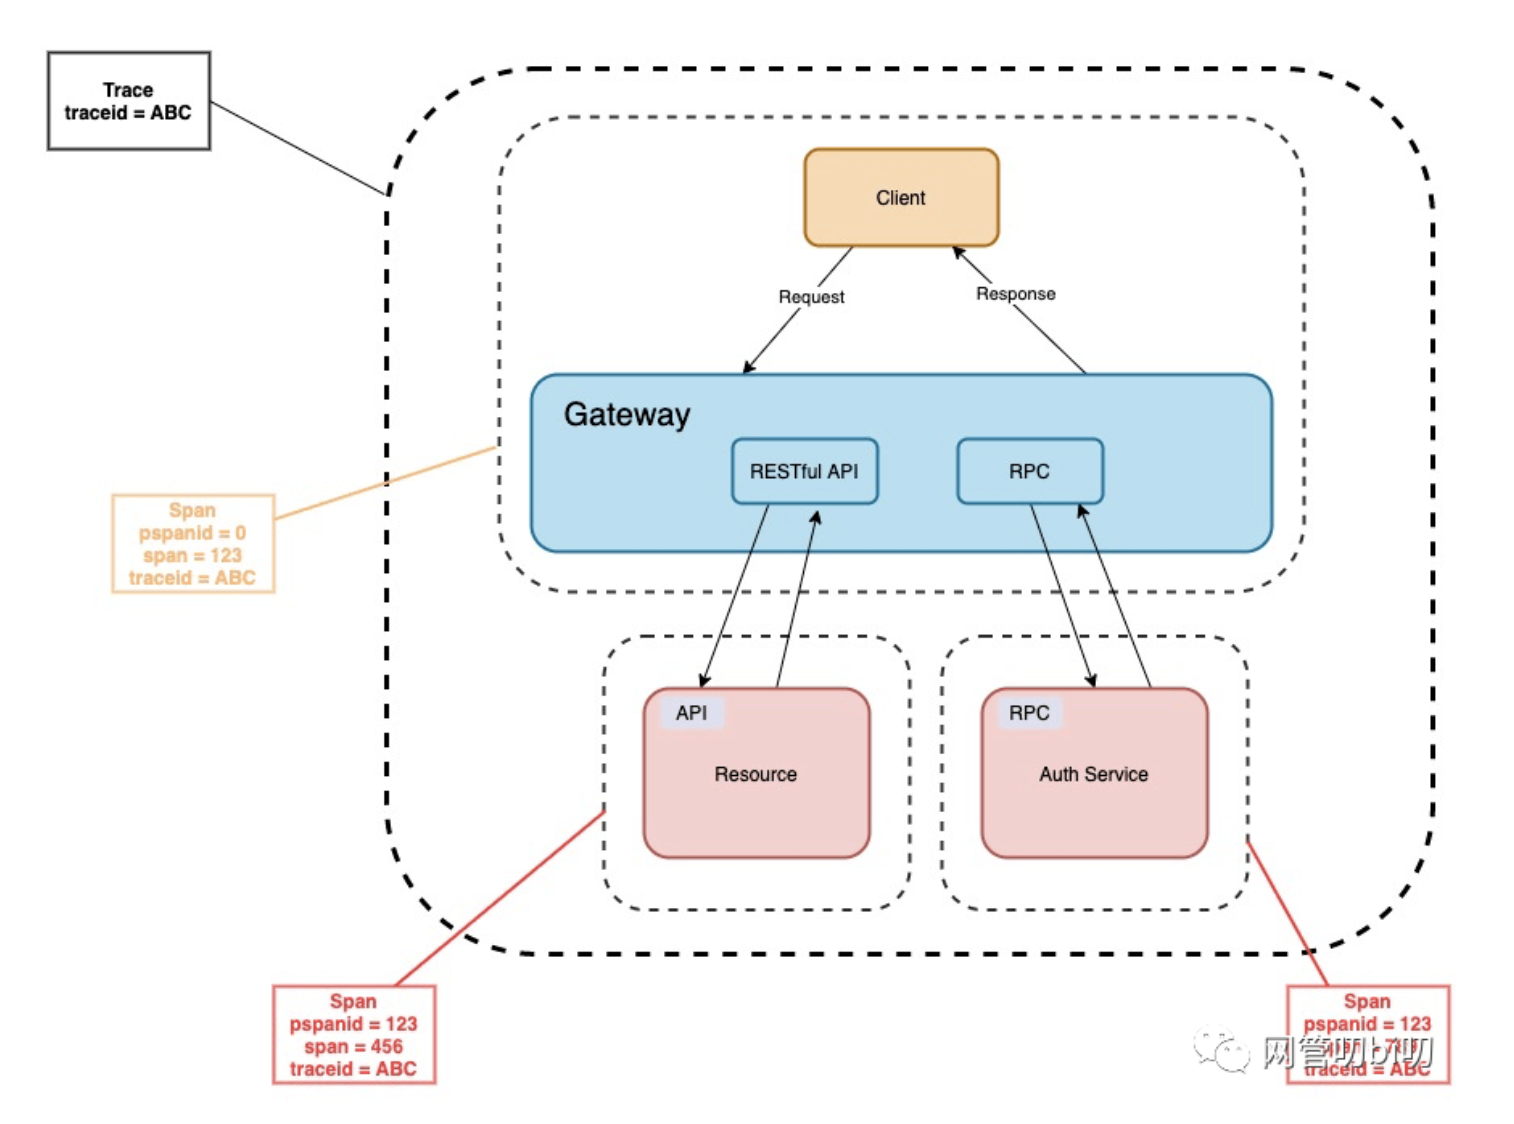 Trace
traceid = ABC
Client
Request
Response
Gateway
RESTful API
RPC
Span
pspanid = 0
span = 123
traceid = ABC
API
Resource
RPC
Auth Service
Span
pspanid = 123
span = 456
traceid = ABC
Span
pspanid = 123
span =
traceid = ABC
网管叨bi叨